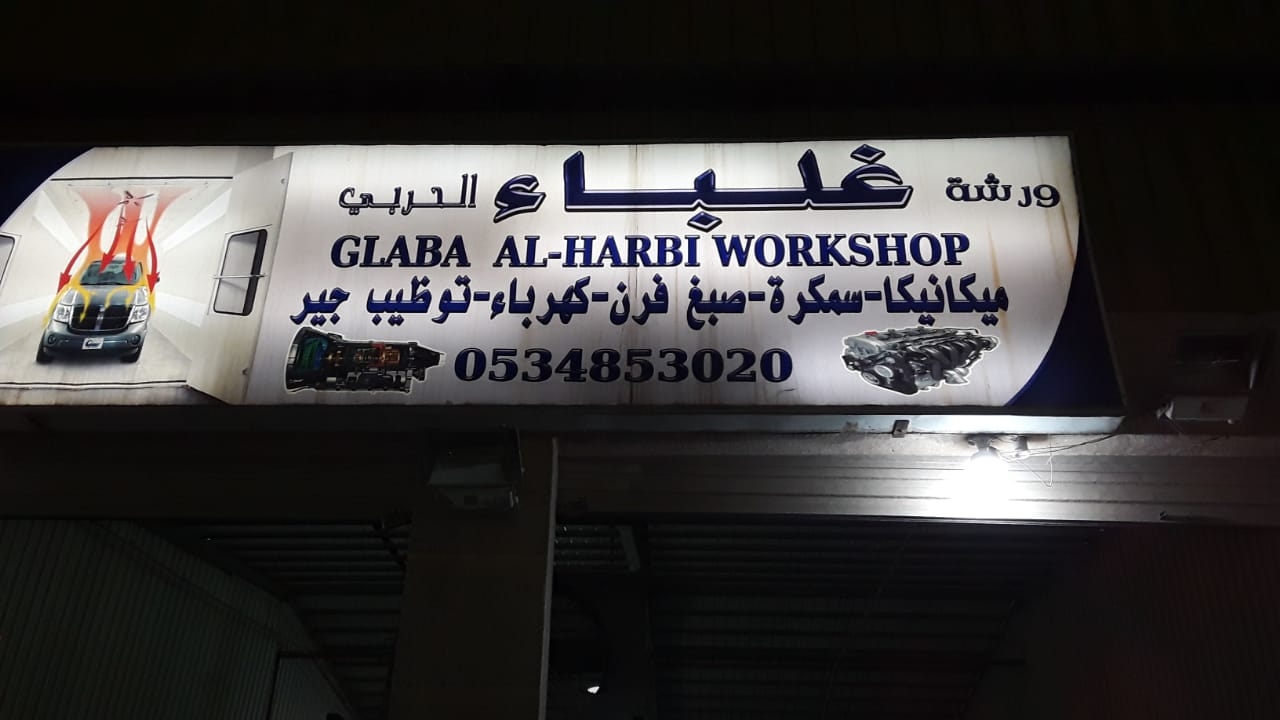 ورشة غلباء الحربي
GLABA AL-HARBI WORKSHOP
ميكانيكا-سمكرة-صبغ فرن-كهرباء-توظيب جير
0534853020